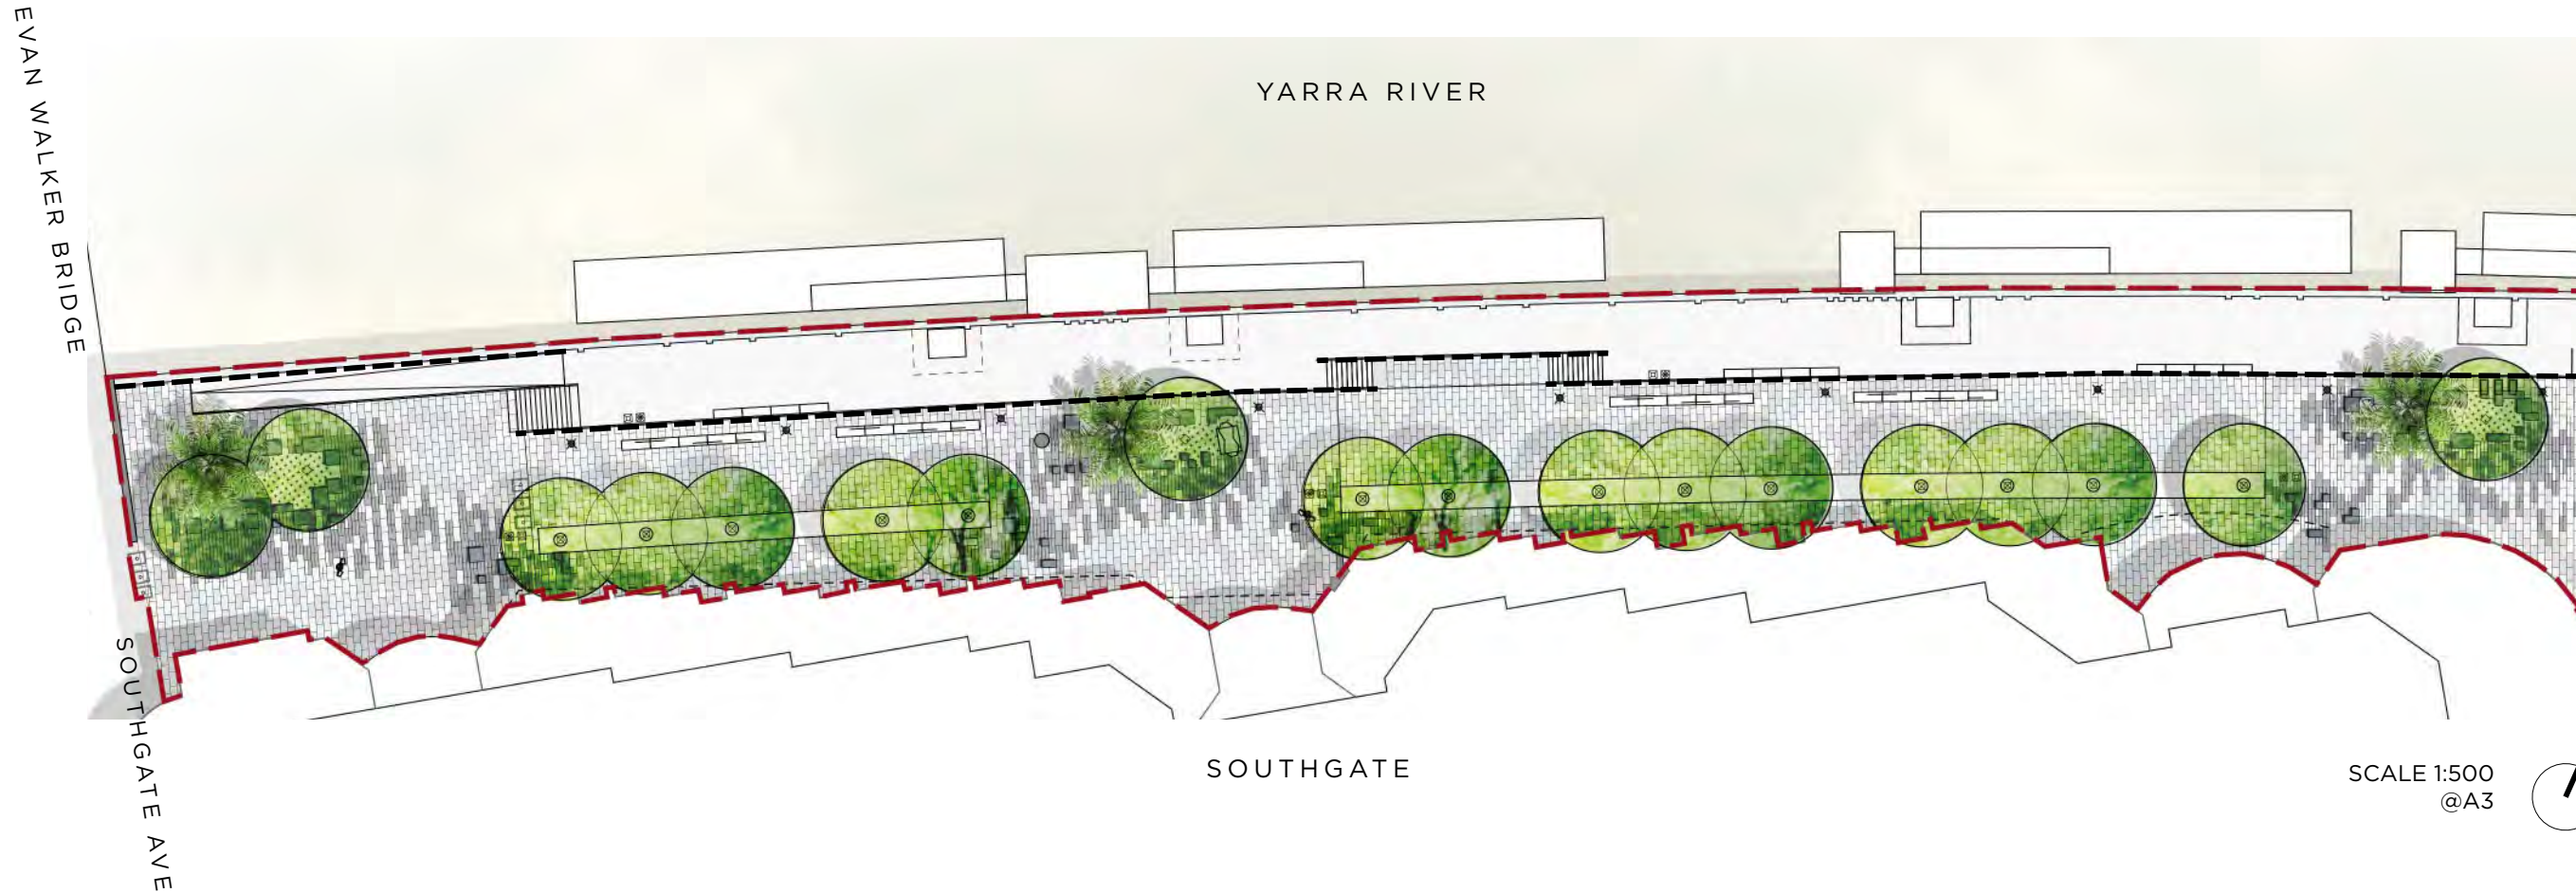 EVAN WALKER BRIDGE
YARRA RIVER
SOUTHGATE AVE
SOUTHGATE
SCALE 1:500
@A3